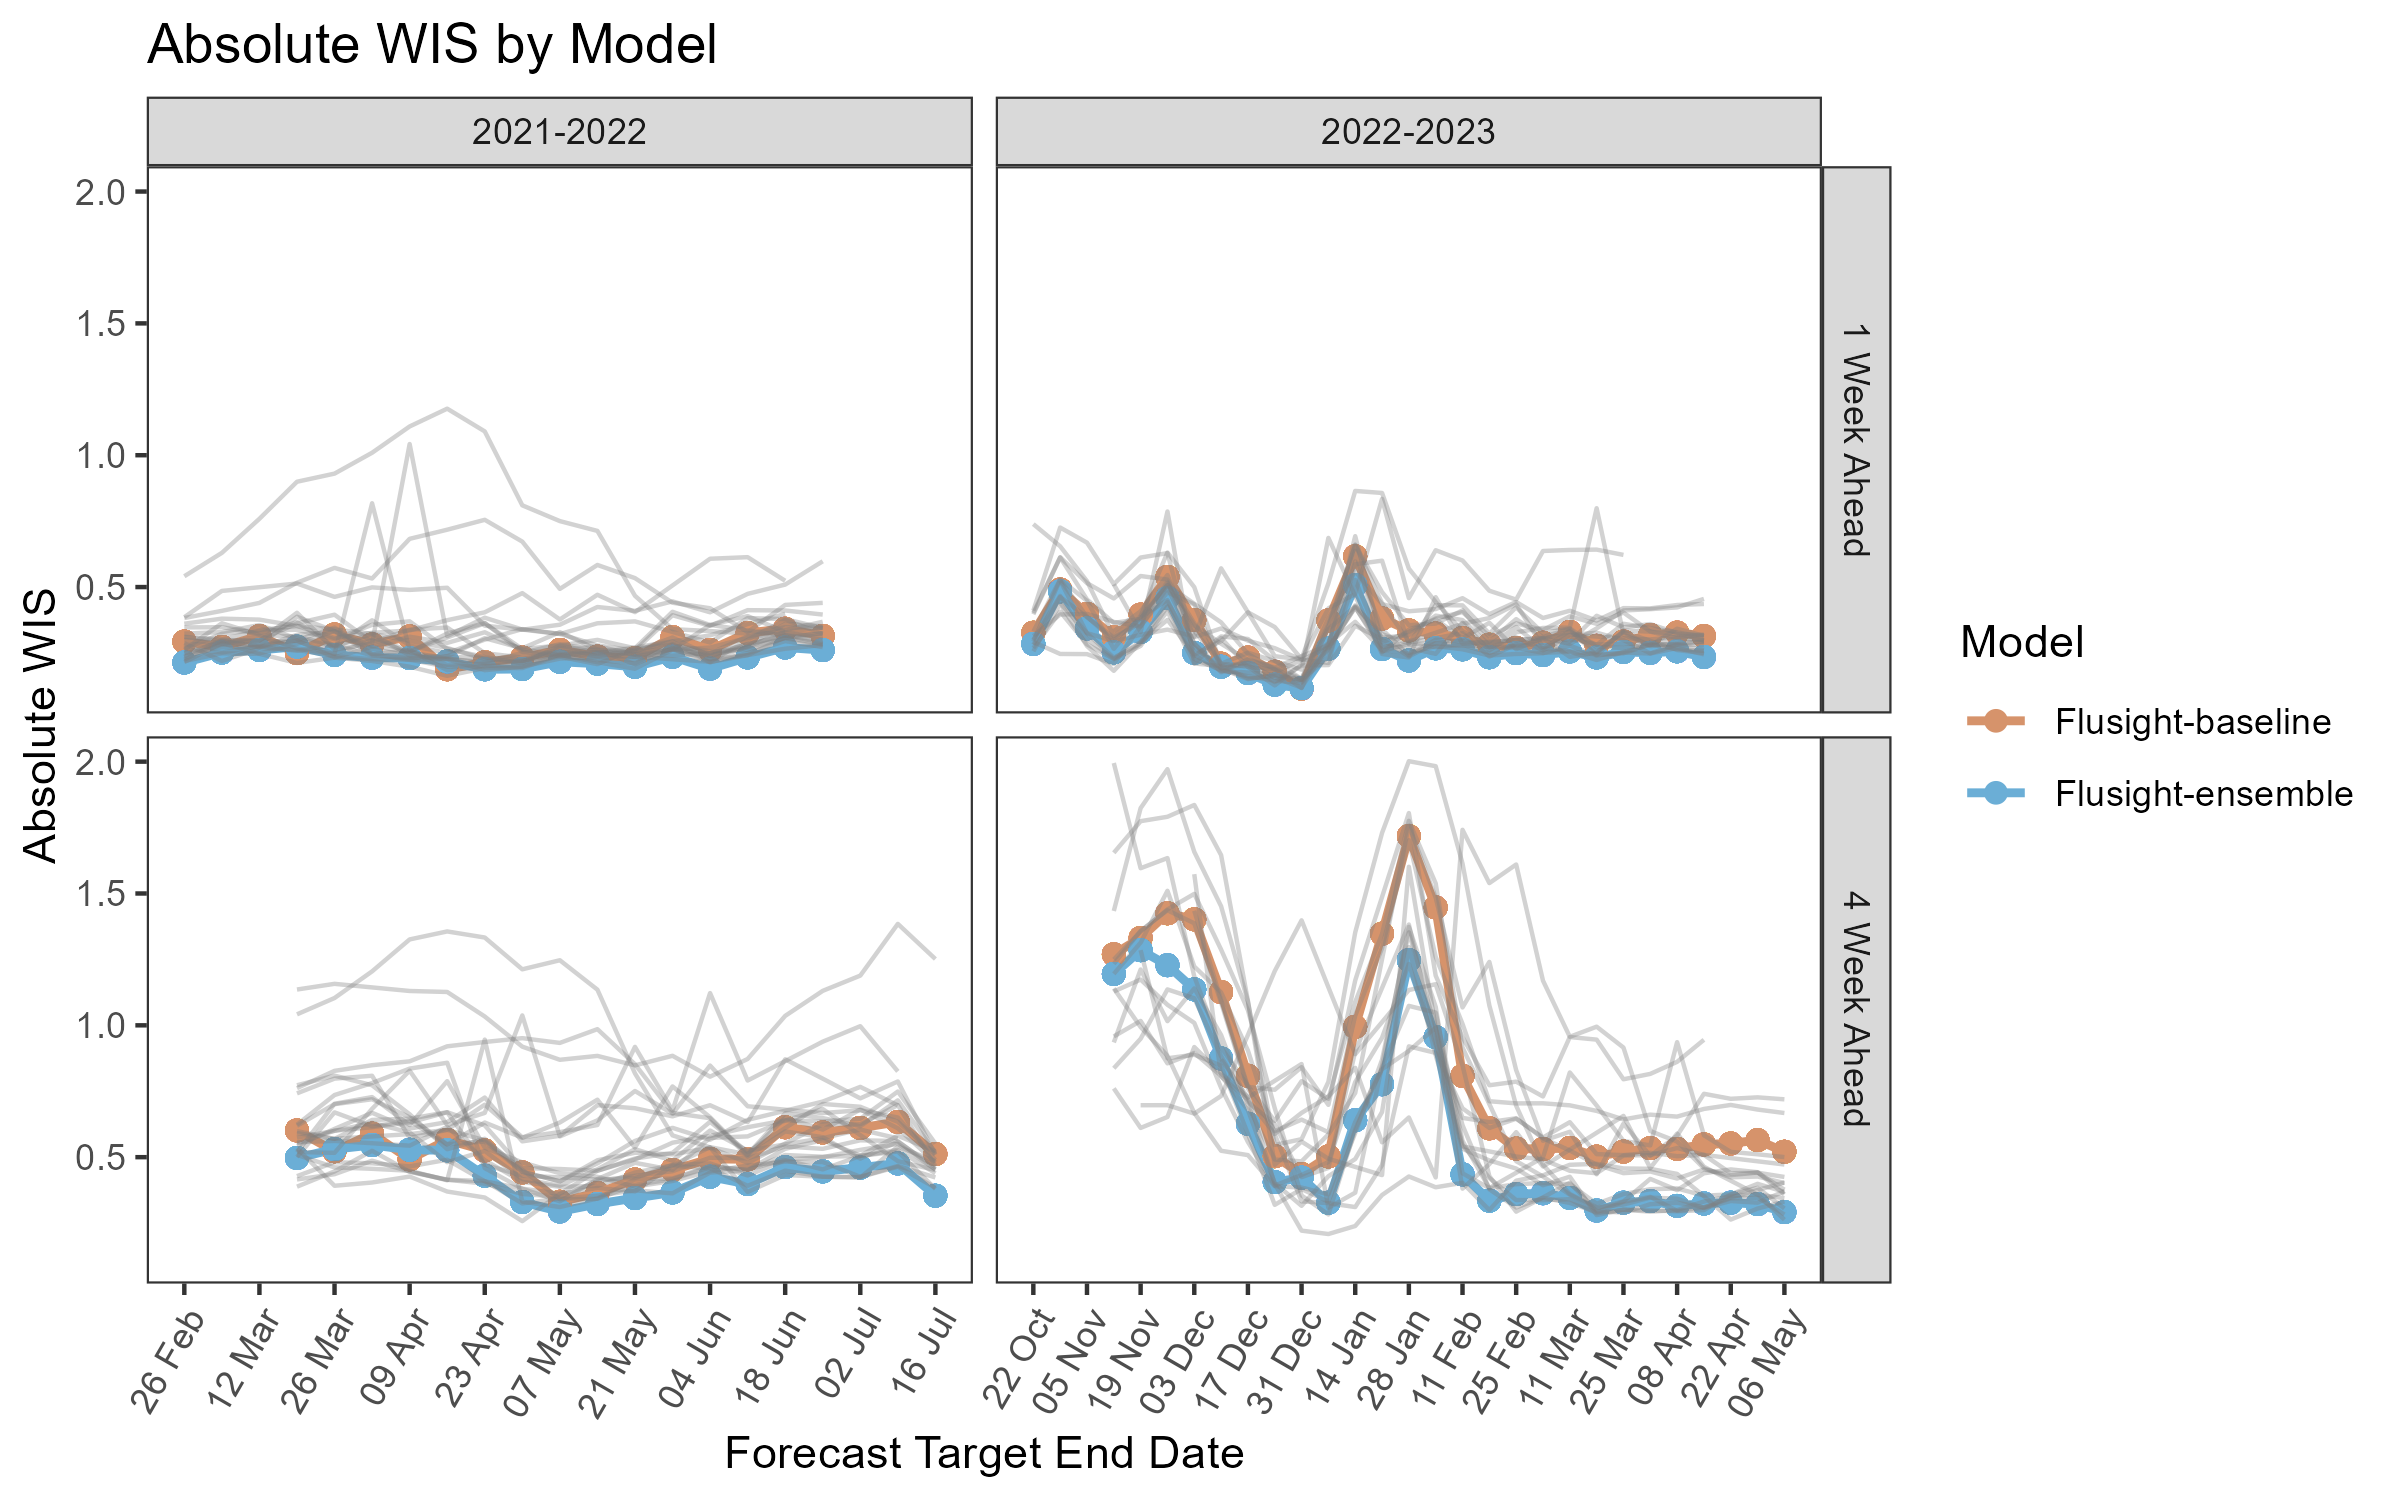 Absolute WIS by Model
2021-2022
2022-2023
2.0
1.5
1.0
0.5
1 Week Ahead
2.0
1.5
1.0
0.5
4 Week Ahead
Absolute WIS
26 Feb
12 Mar
26 Mar
09 Apr
23 Apr
07 May
21 May
04 Jun
18 Jun
02 Jul
16 Jul
22 Oct
05 Nov
19 Nov
03 Dec
17 Dec
31 Dec
14 Jan
28 Jan
11 Feb
25 Feb
11 Mar
25 Mar
08 Apr
22 Apr
06 May
Forecast Target End Date
Model
Flusight-baseline
Flusight-ensemble